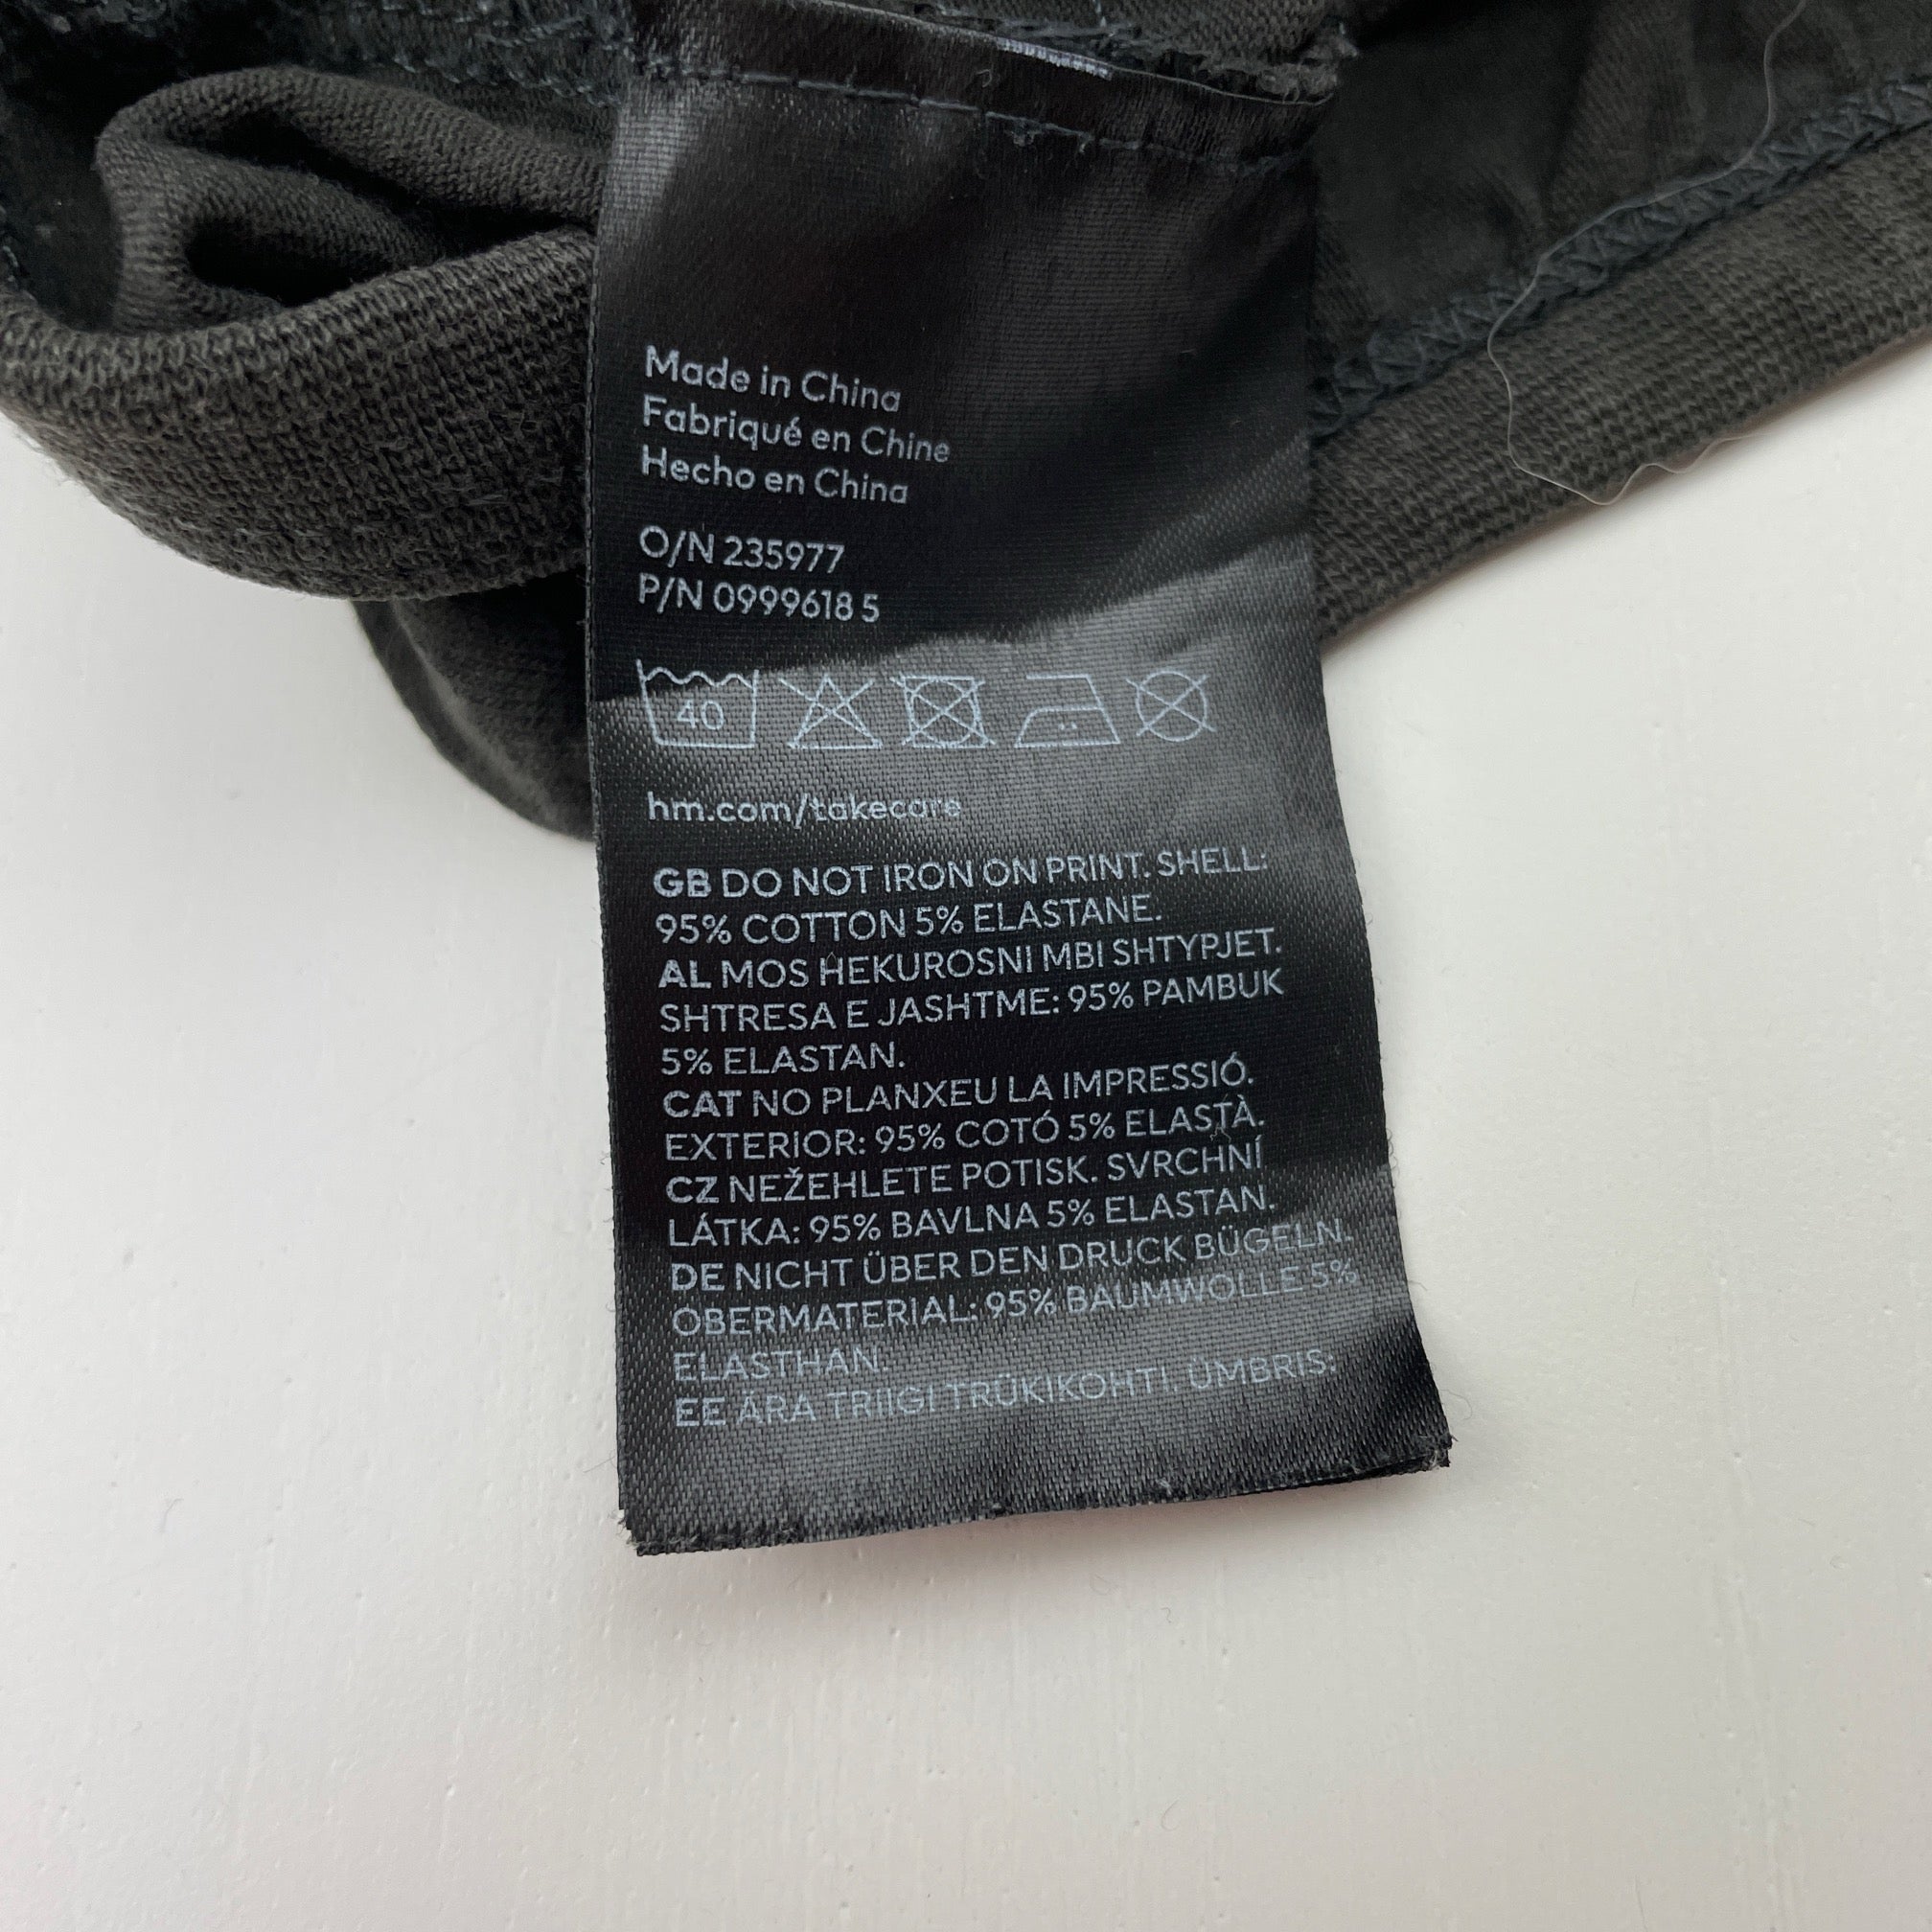 Made in China
Fabriqué en Chine
Hecho en China
O/N 235977
P/N 0999618 5
40
hm.com/takecare
GB DO NOT IRON ON PRINT. SHELL:
95% COTTON 5% ELASTANE.
AL MOS HEKUROSNI MBI SHTYPJET.
SHTRESA E JASHTME: 95% PAMBUK
5% ELASTAN.
CAT NO PLANXEU LA IMPRESSIÓ.
EXTERIOR: 95% COTÓ 5% ELASTÀ.
CZ NEŽEHLETE POTISK. SVRCHNÍ
LÁTKA: 95% BAVLNA 5% ELASTAN.
DE NICHT ÜBER DEN DRUCK BÜGELN.
OBERMATERIAL: 95% BAUMWOLLE 5%
ELASTHAN.
EE ÄRA TRIIGI TRÜKIKOHTI. ÜMBRIS: